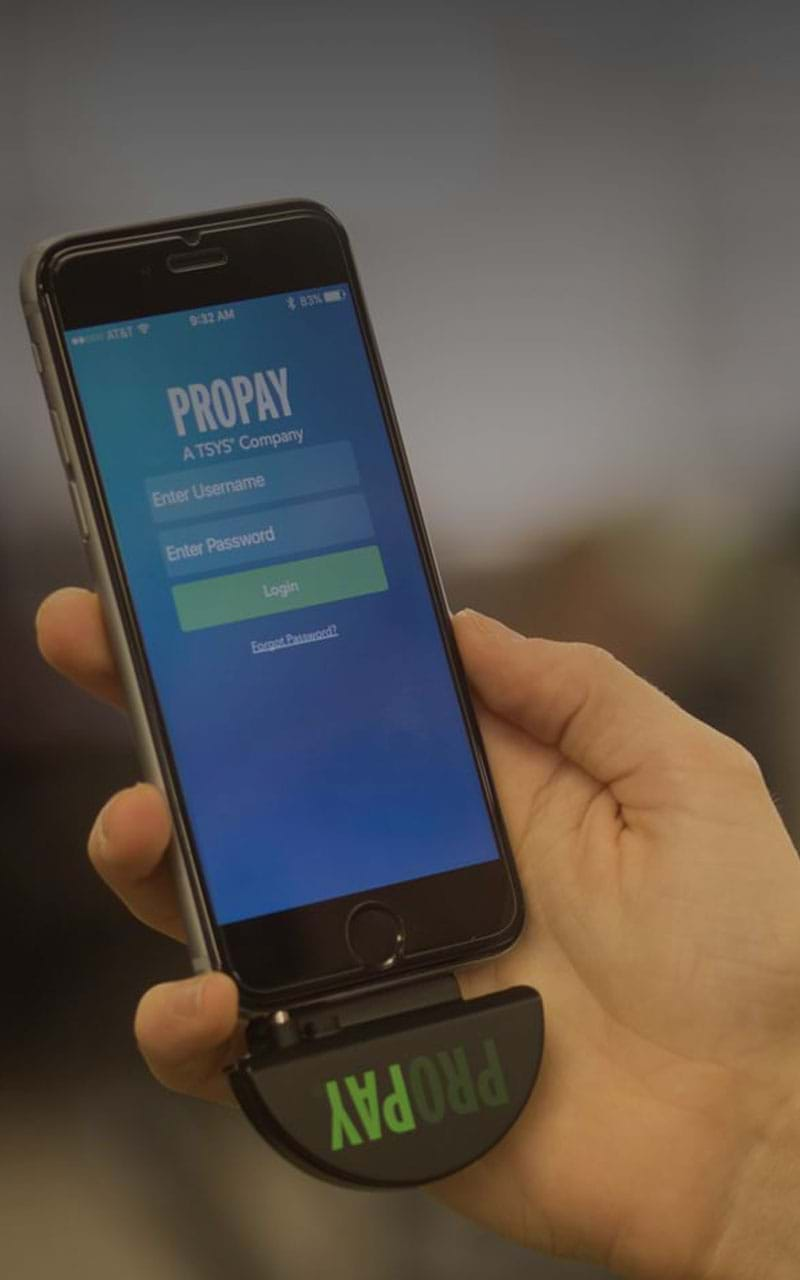 AT&T 9:32 AM 83%
PROPAY
A TSYS® Company
Enter Username
Enter Password
Login
Forgot Password?
PROPAY